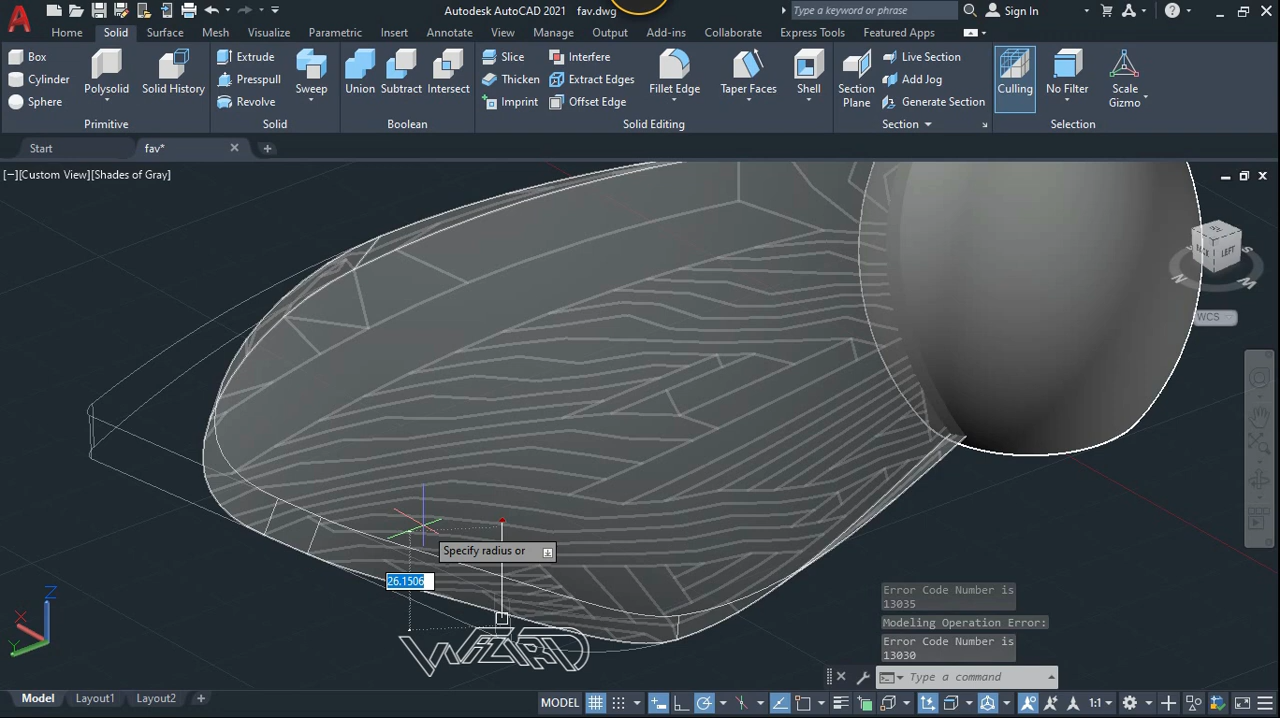 Autodesk AutoCAD 2021 fav.dwg
Type a keyword or phrase
Sign In
Home Solid Surface Mesh Visualize Parametric Insert Annotate View Manage Output Add-ins Collaborate Express Tools Featured Apps
Box
Cylinder
Sphere
Polysolid
Solid History
Primitive
Extrude
Presspull
Revolve
Sweep
Solid
Union
Subtract
Intersect
Boolean
Slice
Thicken
Imprint
Interfere
Extract Edges
Offset Edge
Fillet Edge
Taper Faces
Shell
Solid Editing
Section
Plane
Live Section
Add Jog
Generate Section
Section
Culling
No Filter
Scale
Gizmo
Selection
Start
fav*
[−][Custom View][Shades of Gray]
LEFT
WCS
Specify radius or
26.1506
WIZARD
Z
X
Y
Error Code Number is
13035
Modeling Operation Error:
Error Code Number is
13030
Type a command
Model Layout1 Layout2
MODEL
1:1